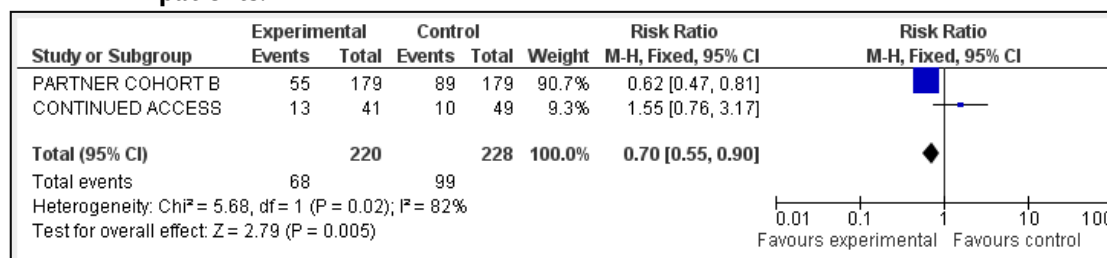 patients.
Experimental Control Risk Ratio Risk Ratio
Study or Subgroup Events Total Events Total Weight M-H, Fixed, 95% CI M-H, Fixed, 95% CI
PARTNER COHORT B 55 179 89 179 90.7% 0.62 [0.47, 0.81]
CONTINUED ACCESS 13 41 10 49 9.3% 1.55 [0.76, 3.17]
Total (95% CI) 220 228 100.0% 0.70 [0.55, 0.90]
Total events 68 99
Heterogeneity: Chi² = 5.68, df = 1 (P = 0.02); I² = 82%
Test for overall effect: Z = 2.79 (P = 0.005)
0.01 0.1 1 10 100
Favours experimental Favours control